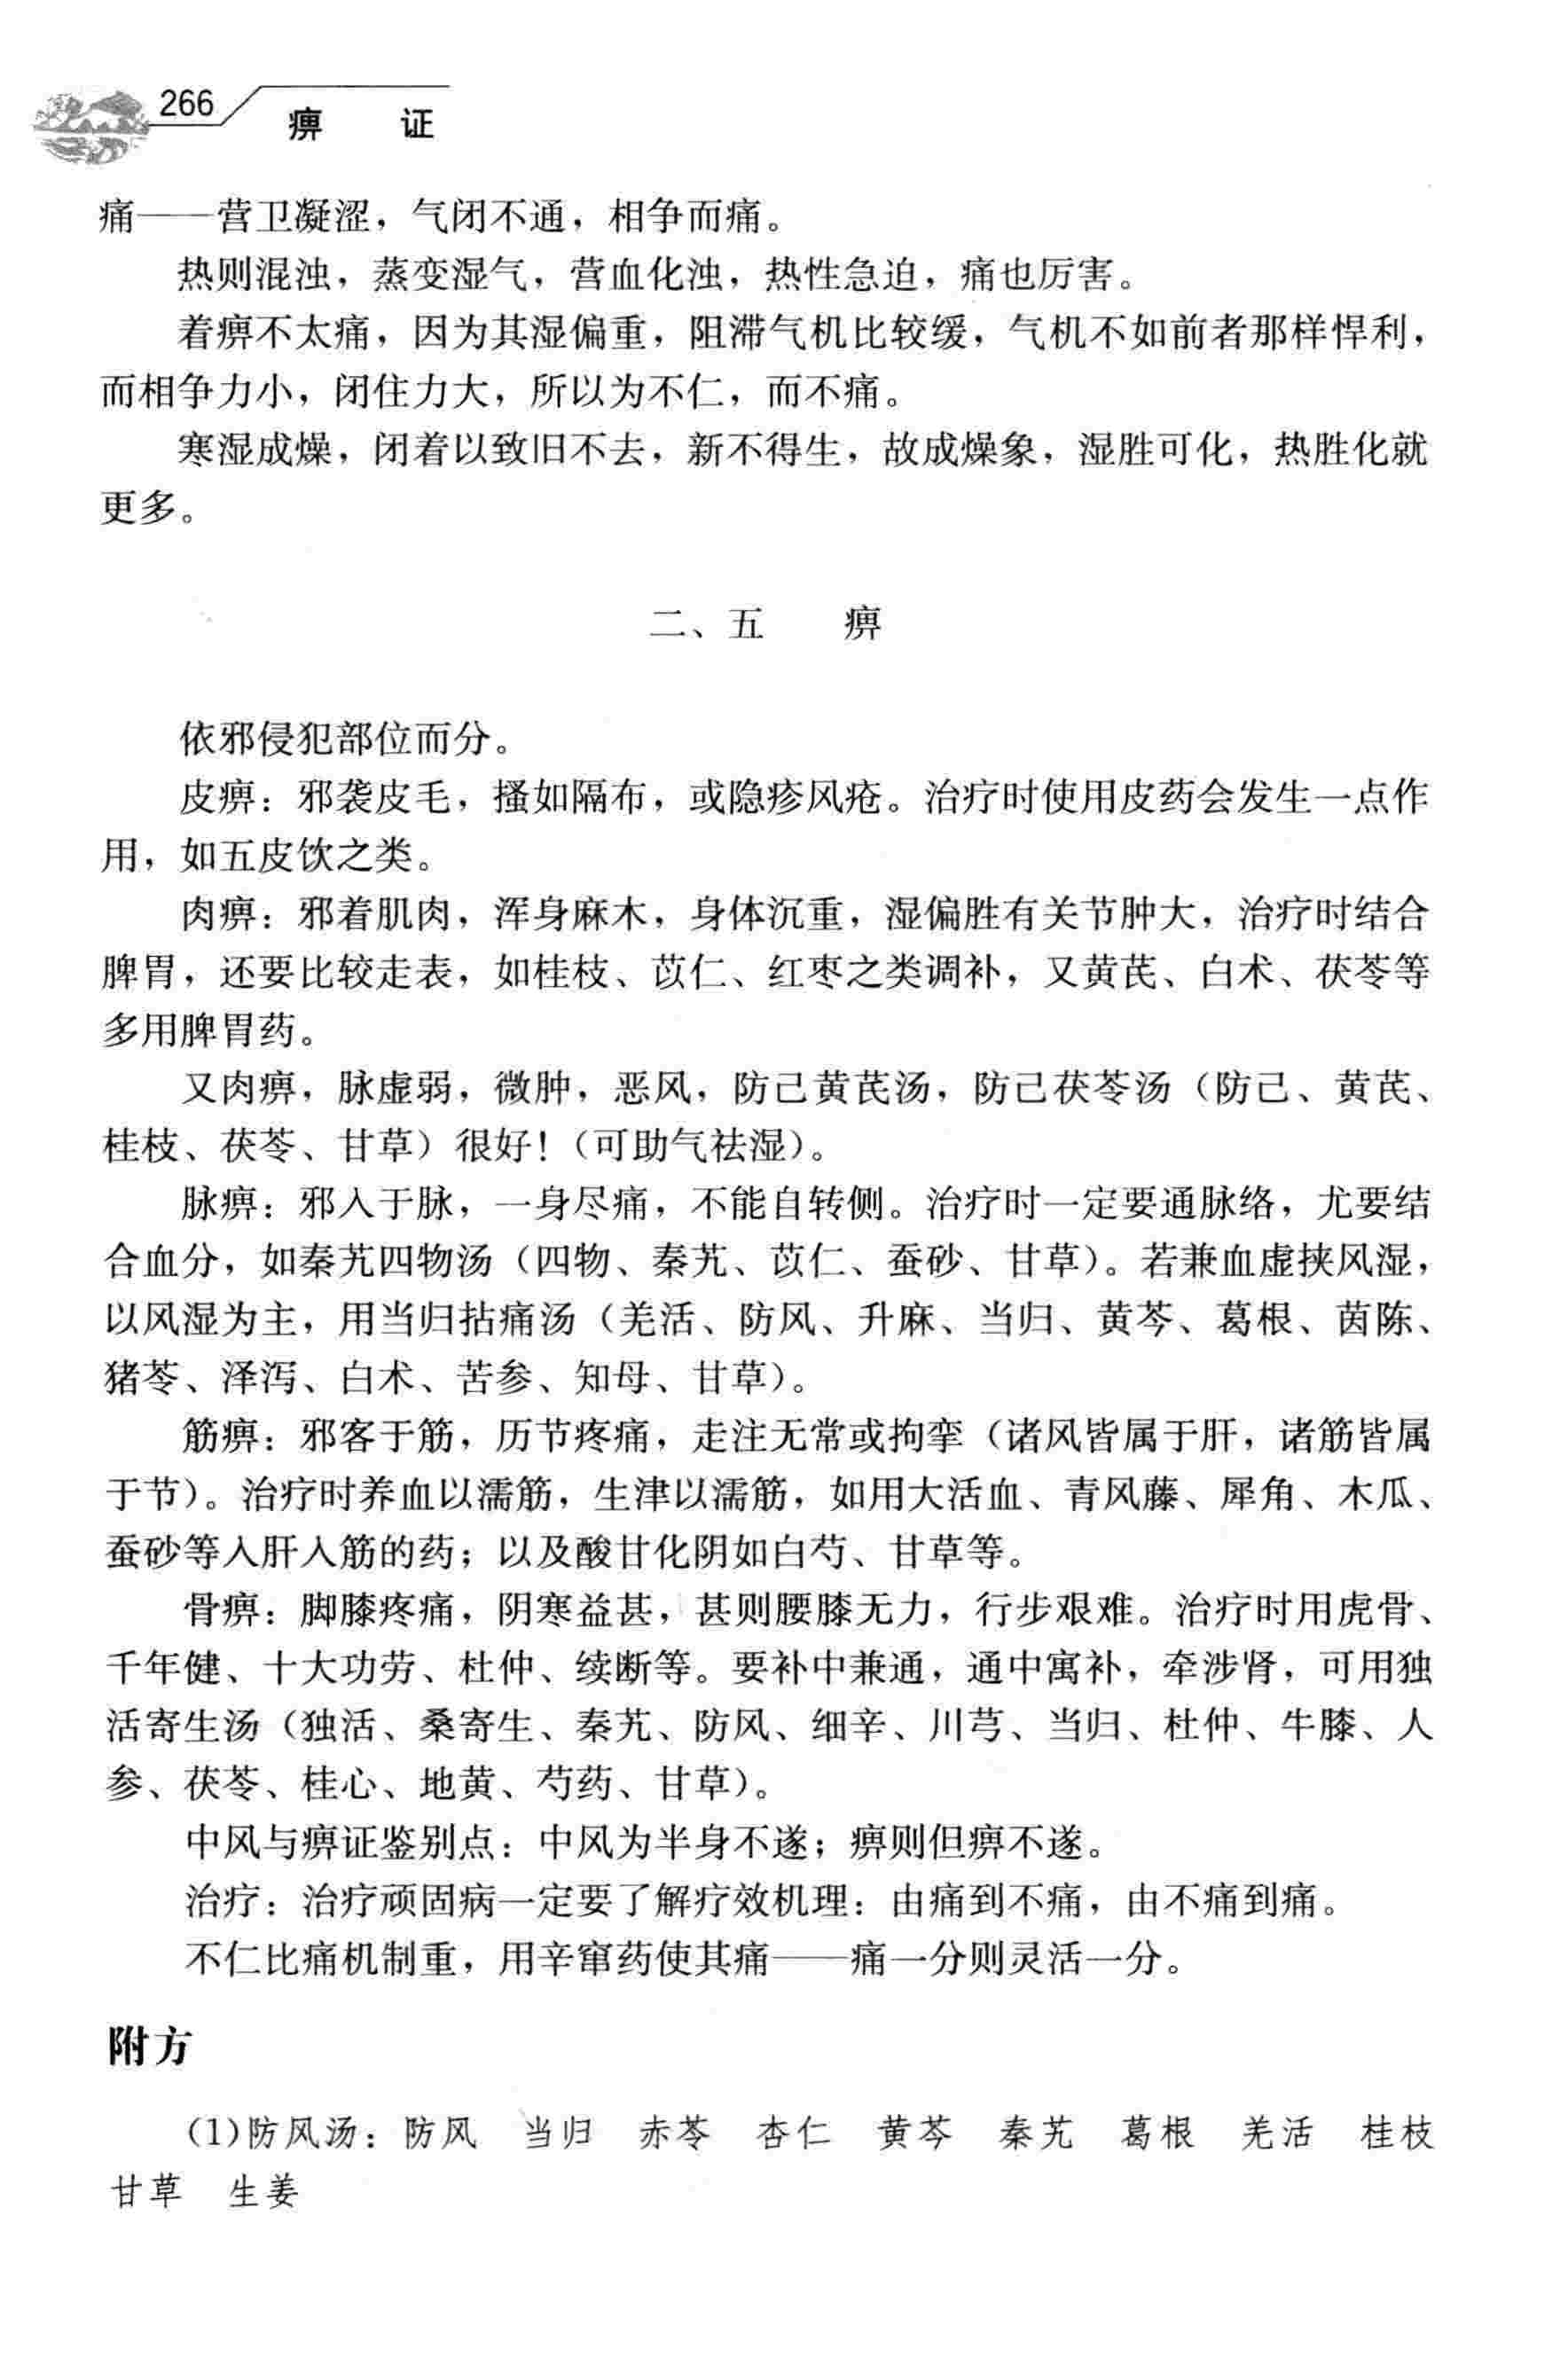 266
痹 证
痛——营卫凝涩，气闭不通，相争而痛。
热则混浊，蒸变湿气，营血化浊，热性急迫，痛也厉害。
着痹不太痛，因为其湿偏重，阻滞气机比较缓，气机不如前者那样悍利，
而相争力小，闭住力大，所以为不仁，而不痛。
寒湿成燥，闭着以致旧不去，新不得生，故成燥象，湿胜可化，热胜化就
更多。
二、五 痹
依邪侵犯部位而分。
皮痹：邪袭皮毛，搔如隔布，或隐疹风疮。治疗时使用皮药会发生一点作
用，如五皮饮之类。
肉痹：邪着肌肉，浑身麻木，身体沉重，湿偏胜有关节肿大，治疗时结合
脾胃，还要比较走表，如桂枝、苡仁、红枣之类调补，又黄芪、白术、茯苓等
多用脾胃药。
又肉痹，脉虚弱，微肿，恶风，防己黄芪汤，防己茯苓汤（防己、黄芪、
桂枝、茯苓、甘草）很好！（可助气祛湿）。
脉痹：邪入于脉，一身尽痛，不能自转侧。治疗时一定要通脉络，尤要结
合血分，如秦艽四物汤（四物、秦艽、苡仁、蚕砂、甘草）。若兼血虚挟风湿，
以风湿为主，用当归拈痛汤（羌活、防风、升麻、当归、黄芩、葛根、茵陈、
猪苓、泽泻、白术、苦参、知母、甘草）。
筋痹：邪客于筋，历节疼痛，走注无常或拘挛（诸风皆属于肝，诸筋皆属
于节）。治疗时养血以濡筋，生津以濡筋，如用大活血、青风藤、犀角、木瓜、
蚕砂等入肝入筋的药；以及酸甘化阴如白芍、甘草等。
骨痹：脚膝疼痛，阴寒益甚，甚则腰膝无力，行步艰难。治疗时用虎骨、
千年健、十大功劳、杜仲、续断等。要补中兼通，通中寓补，牵涉肾，可用独
活寄生汤（独活、桑寄生、秦艽、防风、细辛、川芎、当归、杜仲、牛膝、人
参、茯苓、桂心、地黄、芍药、甘草）。
中风与痹证鉴别点：中风为半身不遂；痹则但痹不遂。
治疗：治疗顽固病一定要了解疗效机理：由痛到不痛，由不痛到痛。
不仁比痛机制重，用辛窜药使其痛——痛一分则灵活一分。
附方
(1)防风汤：防风 当归 赤苓 杏仁 黄芩 秦艽 葛根 羌活 桂枝
甘草 生姜